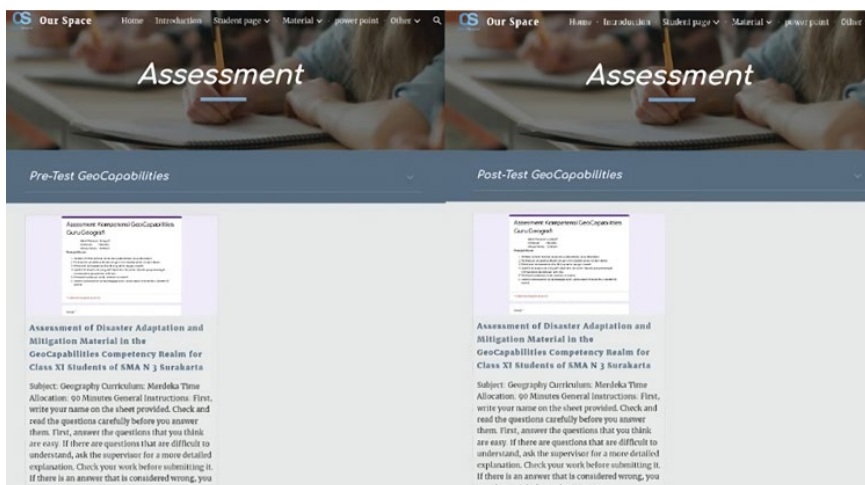 OS Our Space Home Introduction Student page Material power point Other
Assessment
Pre-Test GeoCapabilities
Assessment Kompetensi GeoCapabilities
Guru Geografi
Assessment of Disaster Adaptation and
Mitigation Material in the
GeoCapabilities Competency Realm for
Class XI Students of SMA N 3 Surakarta
Subject: Geography Curriculum: Merdeka Time
Allocation: 90 Minutes General Instructions: First,
write your name on the sheet provided. Check and
read the questions carefully before you answer
them. First, answer the questions that you think
are easy. If there are questions that are difficult to
understand, ask the supervisor for a more detailed
explanation. Check your work before submitting it.
If there is an answer that is considered wrong, you
OS Our Space Home Introduction Student page Material power point Other
Assessment
Post-Test GeoCapabilities
Assessment Kompetensi GeoCapabilities
Guru Geografi
Assessment of Disaster Adaptation and
Mitigation Material in the
GeoCapabilities Competency Realm for
Class XI Students of SMA N 3 Surakarta
Subject: Geography Curriculum: Merdeka Time
Allocation: 90 Minutes General Instructions: First,
write your name on the sheet provided. Check and
read the questions carefully before you answer
them. First, answer the questions that you think
are easy. If there are questions that are difficult to
understand, ask the supervisor for a more detailed
explanation. Check your work before submitting it.
If there is an answer that is considered wrong, you